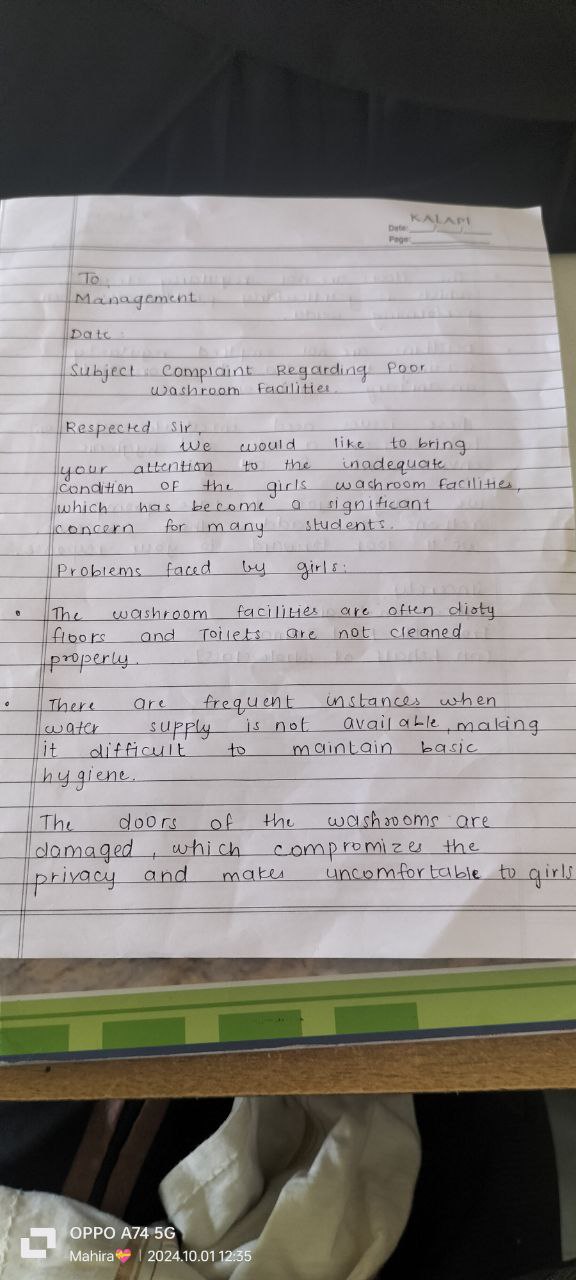 KALAPI
Date:
Page:
To,
Management
Date :
Subject : Complaint Regarding Poor
washroom facilities.
Respected Sir,
We would like to bring
your attention to the inadequate
condition of the girls washroom facilities,
which has become a significant
concern for many students.
Problems faced by girls:
• The washroom facilities are often dirty
floors and Toilets are not cleaned
properly.
• There are frequent instances when
water supply is not available, making
it difficult to maintain basic
hygiene.
The doors of the washrooms are
damaged, which compromizes the
privacy and makes uncomfortable to girls
OPPO A74 5G
Mahira💝 | 2024.10.01 12:35